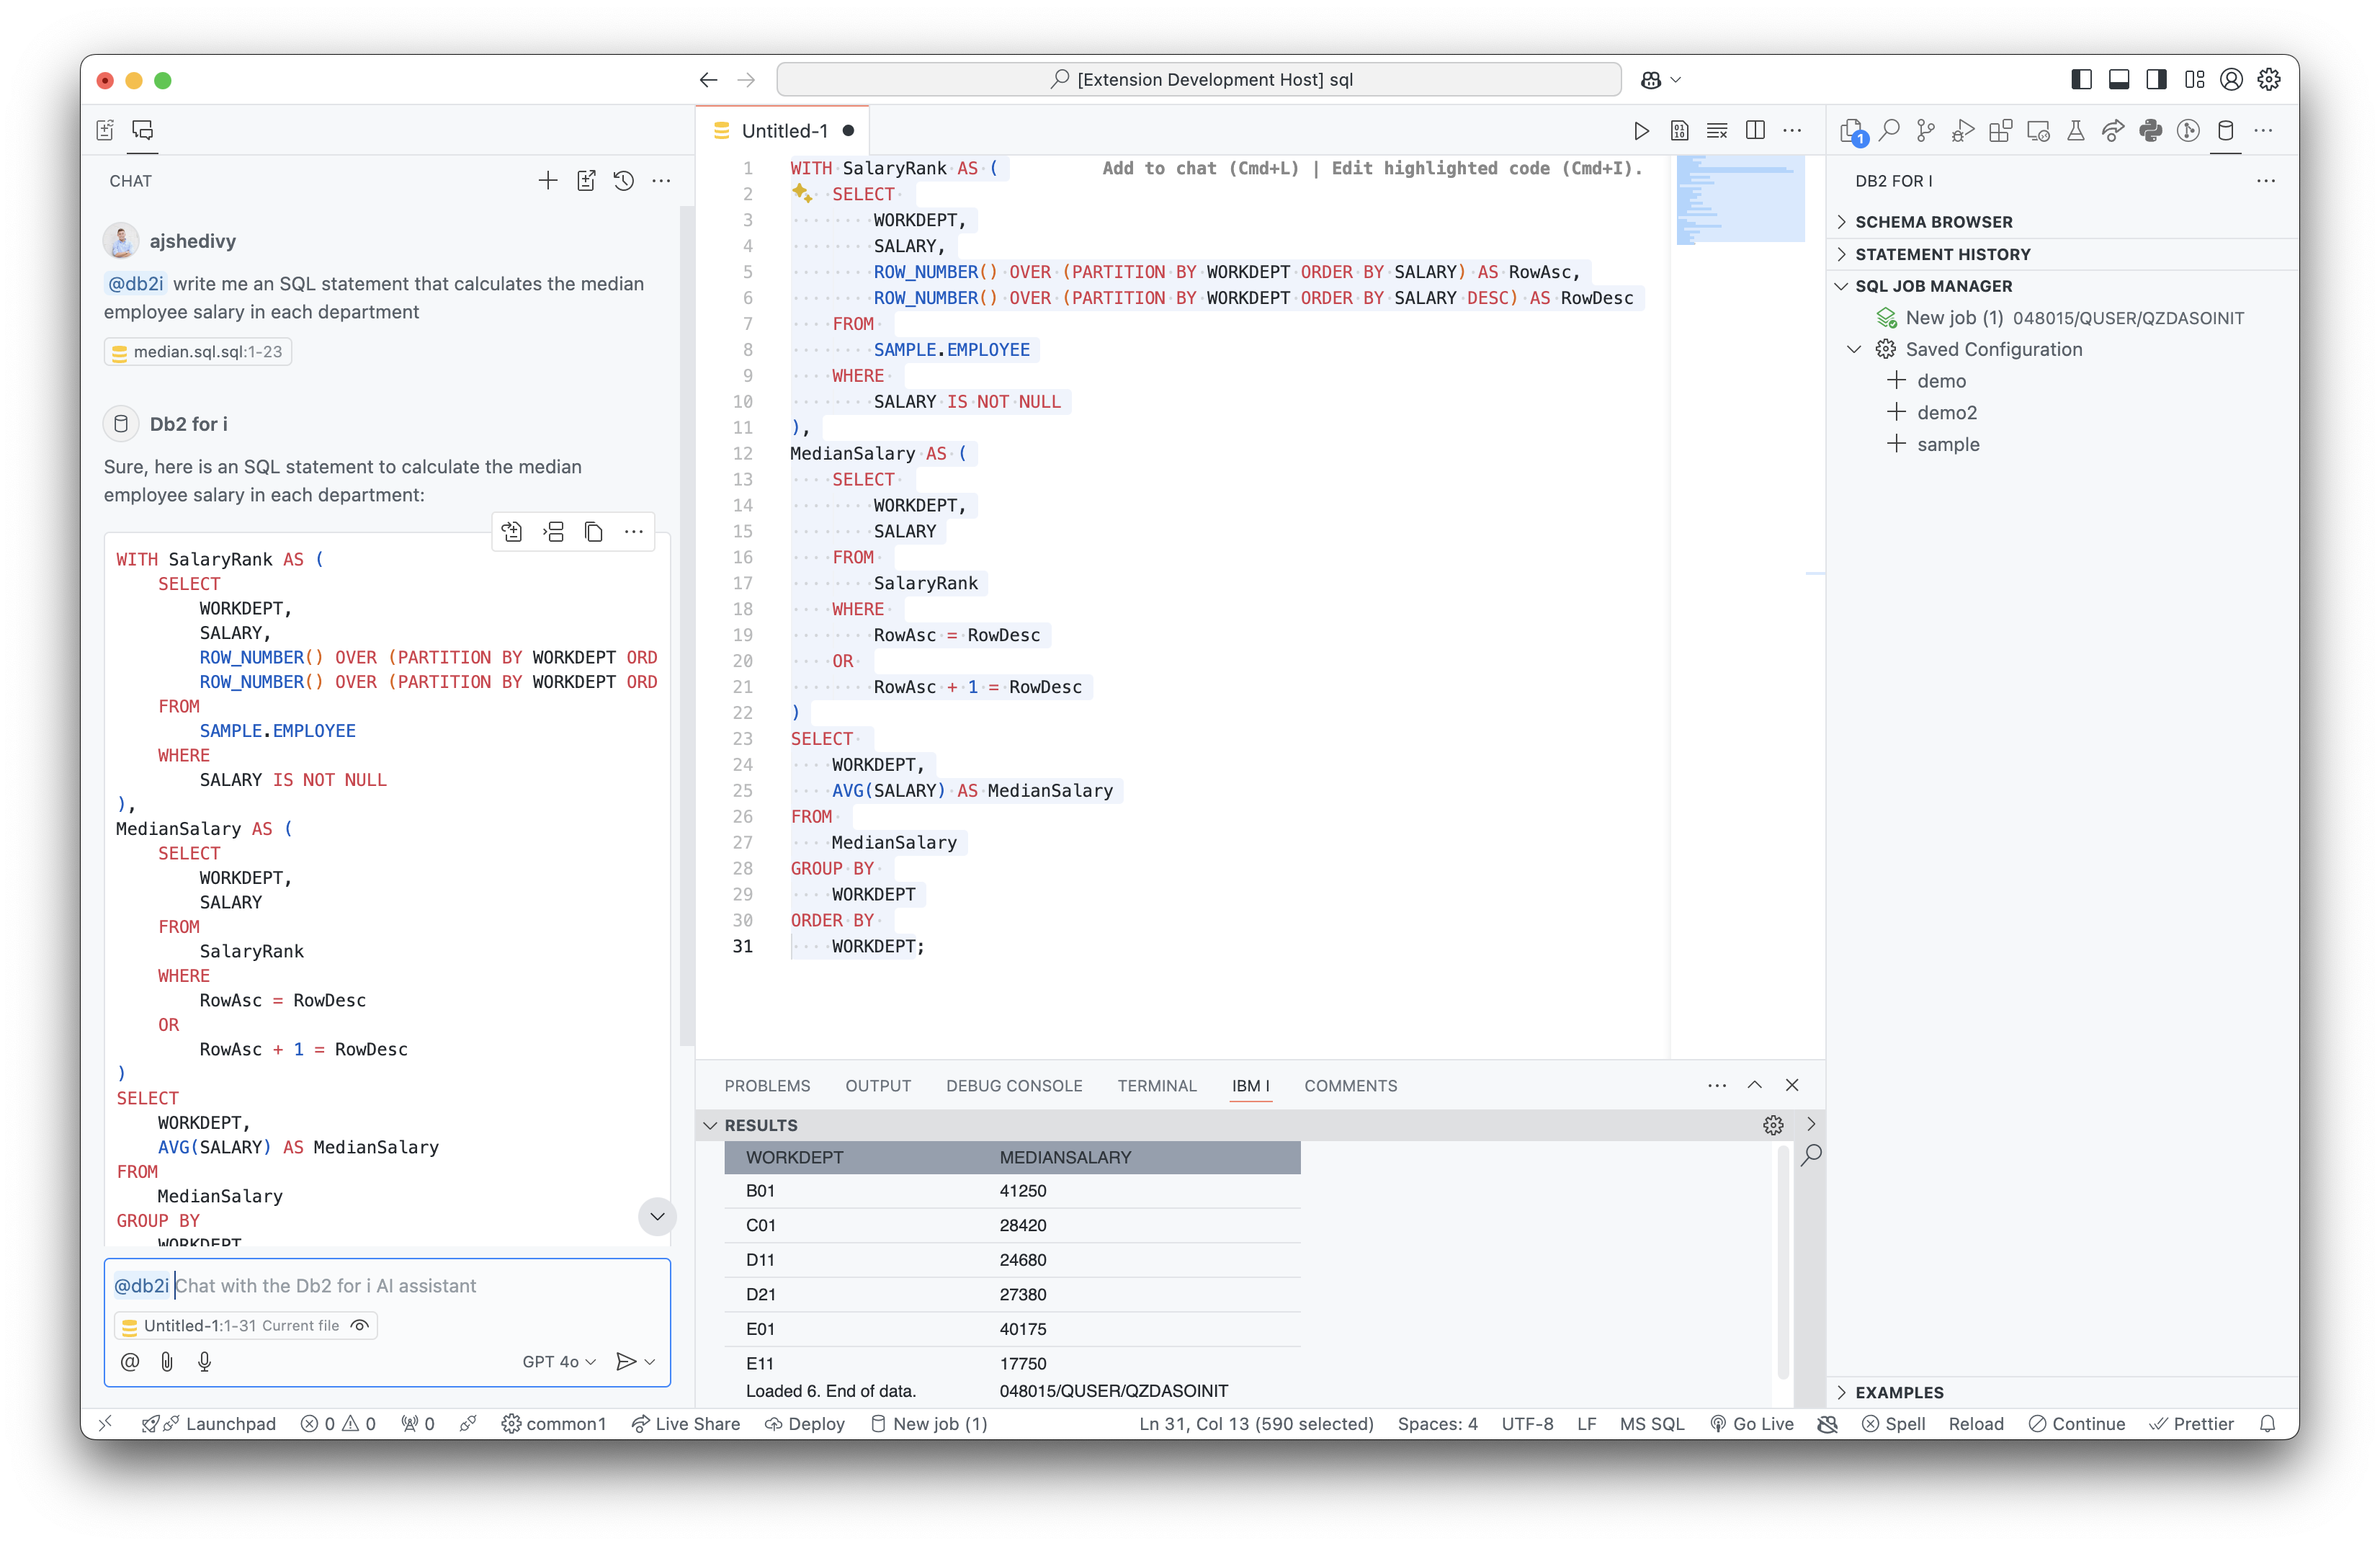 [Extension Development Host] sql
CHAT
ajshedivy
@db2i write me an SQL statement that calculates the median
employee salary in each department
median.sql.sql:1-23
Db2 for i
Sure, here is an SQL statement to calculate the median
employee salary in each department:
WITH SalaryRank AS (
SELECT
WORKDEPT,
SALARY,
ROW_NUMBER() OVER (PARTITION BY WORKDEPT ORD
ROW_NUMBER() OVER (PARTITION BY WORKDEPT ORD
FROM
SAMPLE.EMPLOYEE
WHERE
SALARY IS NOT NULL
),
MedianSalary AS (
SELECT
WORKDEPT,
SALARY
FROM
SalaryRank
WHERE
RowAsc = RowDesc
OR
RowAsc + 1 = RowDesc
)
SELECT
WORKDEPT,
AVG(SALARY) AS MedianSalary
FROM
MedianSalary
GROUP BY
WORKDEPT
@db2i Chat with the Db2 for i AI assistant
Untitled-1:1-31 Current file
GPT 4o
Untitled-1
1 WITH SalaryRank AS ( Add to chat (Cmd+L) | Edit highlighted code (Cmd+I).
2 SELECT
3 WORKDEPT,
4 SALARY,
5 ROW_NUMBER() OVER (PARTITION BY WORKDEPT ORDER BY SALARY) AS RowAsc,
6 ROW_NUMBER() OVER (PARTITION BY WORKDEPT ORDER BY SALARY DESC) AS RowDesc
7 FROM
8 SAMPLE.EMPLOYEE
9 WHERE
10 SALARY IS NOT NULL
11 ),
12 MedianSalary AS (
13 SELECT
14 WORKDEPT,
15 SALARY
16 FROM
17 SalaryRank
18 WHERE
19 RowAsc = RowDesc
20 OR
21 RowAsc + 1 = RowDesc
22 )
23 SELECT
24 WORKDEPT,
25 AVG(SALARY) AS MedianSalary
26 FROM
27 MedianSalary
28 GROUP BY
29 WORKDEPT
30 ORDER BY
31 WORKDEPT;
PROBLEMS OUTPUT DEBUG CONSOLE TERMINAL IBM I COMMENTS
RESULTS
WORKDEPT MEDIANSALARY
B01 41250
C01 28420
D11 24680
D21 27380
E01 40175
E11 17750
Loaded 6. End of data. 048015/QUSER/QZDASOINIT
1
DB2 FOR I
SCHEMA BROWSER
STATEMENT HISTORY
SQL JOB MANAGER
New job (1) 048015/QUSER/QZDASOINIT
Saved Configuration
demo
demo2
sample
EXAMPLES
Launchpad 0 0 0 common1 Live Share Deploy New job (1) Ln 31, Col 13 (590 selected) Spaces: 4 UTF-8 LF MS SQL Go Live Spell Reload Continue Prettier